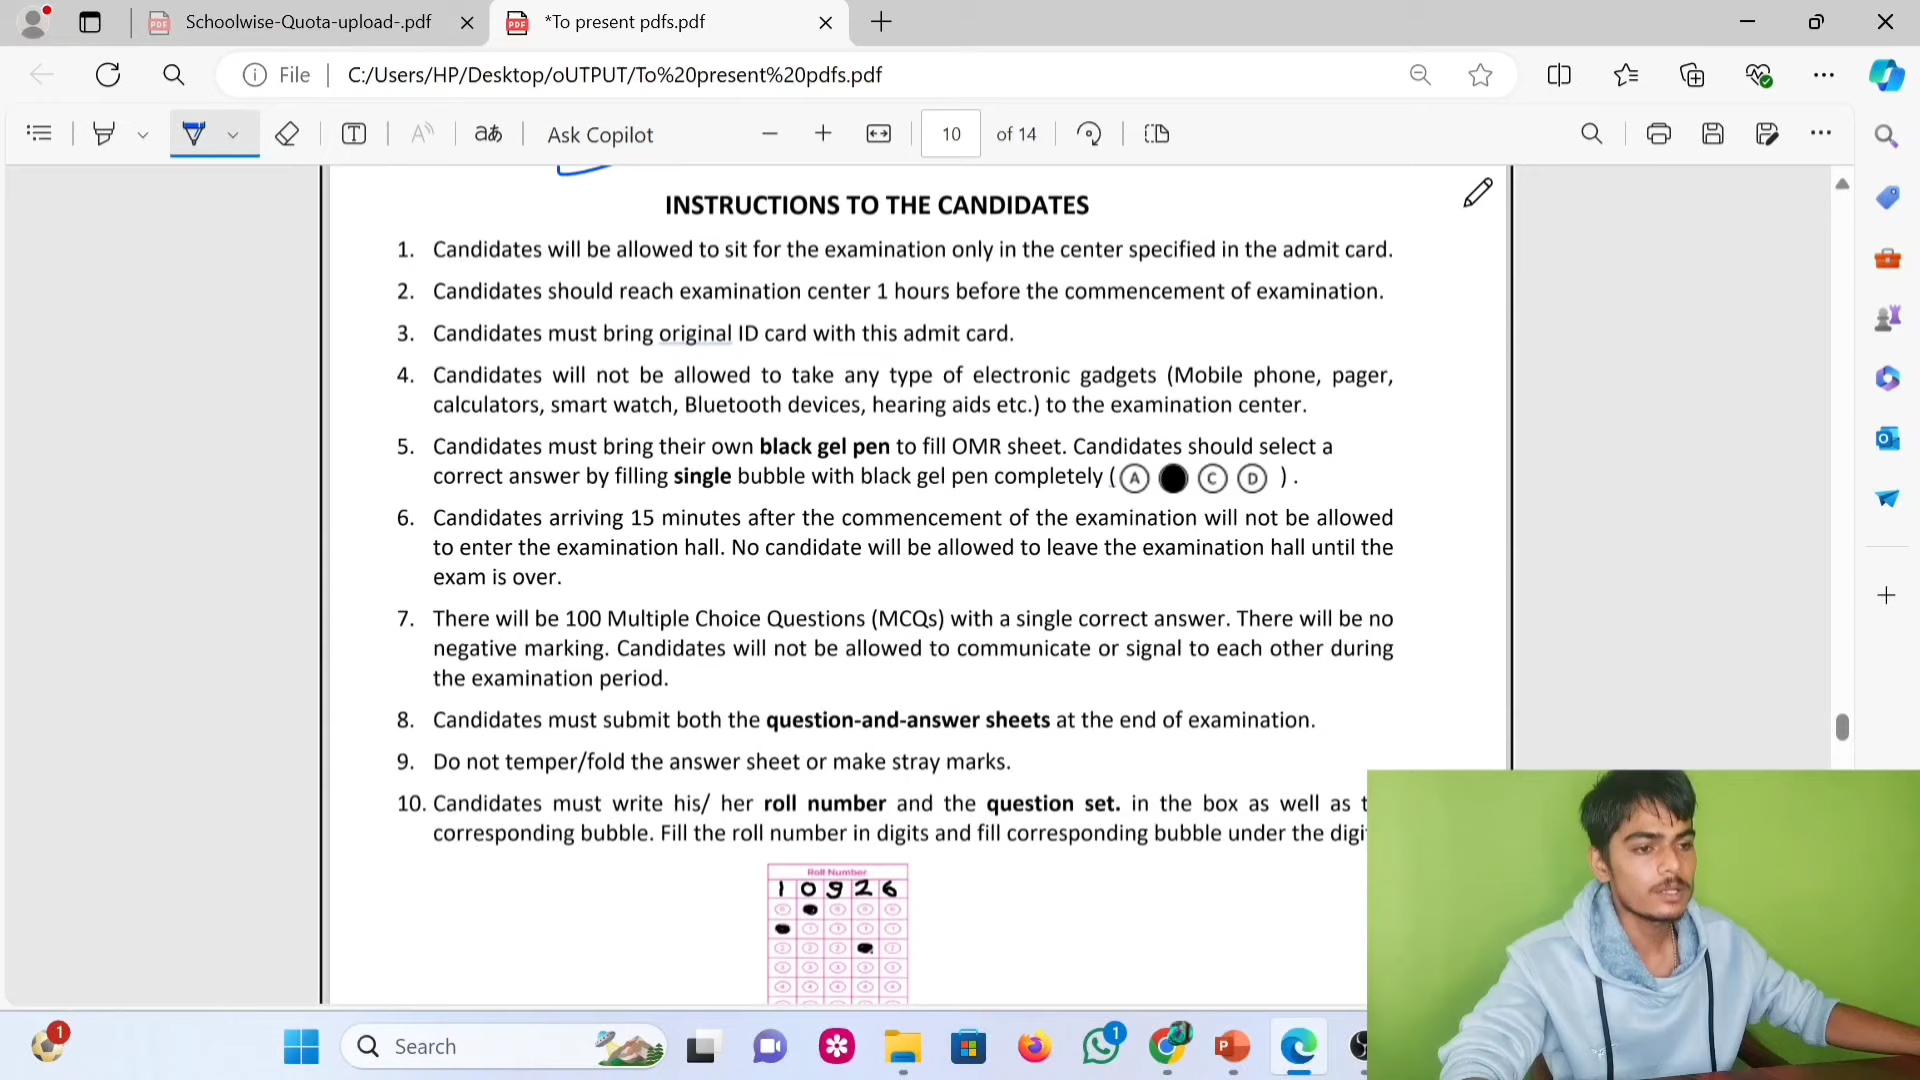 Schoolwise-Quota-upload-.pdf
*To present pdfs.pdf
File
C:/Users/HP/Desktop/oUTPUT/To%20present%20pdfs.pdf
Ask Copilot
10 of 14
INSTRUCTIONS TO THE CANDIDATES
1. Candidates will be allowed to sit for the examination only in the center specified in the admit card.
2. Candidates should reach examination center 1 hours before the commencement of examination.
3. Candidates must bring original ID card with this admit card.
4. Candidates will not be allowed to take any type of electronic gadgets (Mobile phone, pager,
calculators, smart watch, Bluetooth devices, hearing aids etc.) to the examination center.
5. Candidates must bring their own black gel pen to fill OMR sheet. Candidates should select a
correct answer by filling single bubble with black gel pen completely (A C D ) .
6. Candidates arriving 15 minutes after the commencement of the examination will not be allowed
to enter the examination hall. No candidate will be allowed to leave the examination hall until the
exam is over.
7. There will be 100 Multiple Choice Questions (MCQs) with a single correct answer. There will be no
negative marking. Candidates will not be allowed to communicate or signal to each other during
the examination period.
8. Candidates must submit both the question-and-answer sheets at the end of examination.
9. Do not temper/fold the answer sheet or make stray marks.
10. Candidates must write his/ her roll number and the question set. in the box as well as
corresponding bubble. Fill the roll number in digits and fill corresponding bubble under the
Roll Number
1 0 9 2 6
1
Search
1